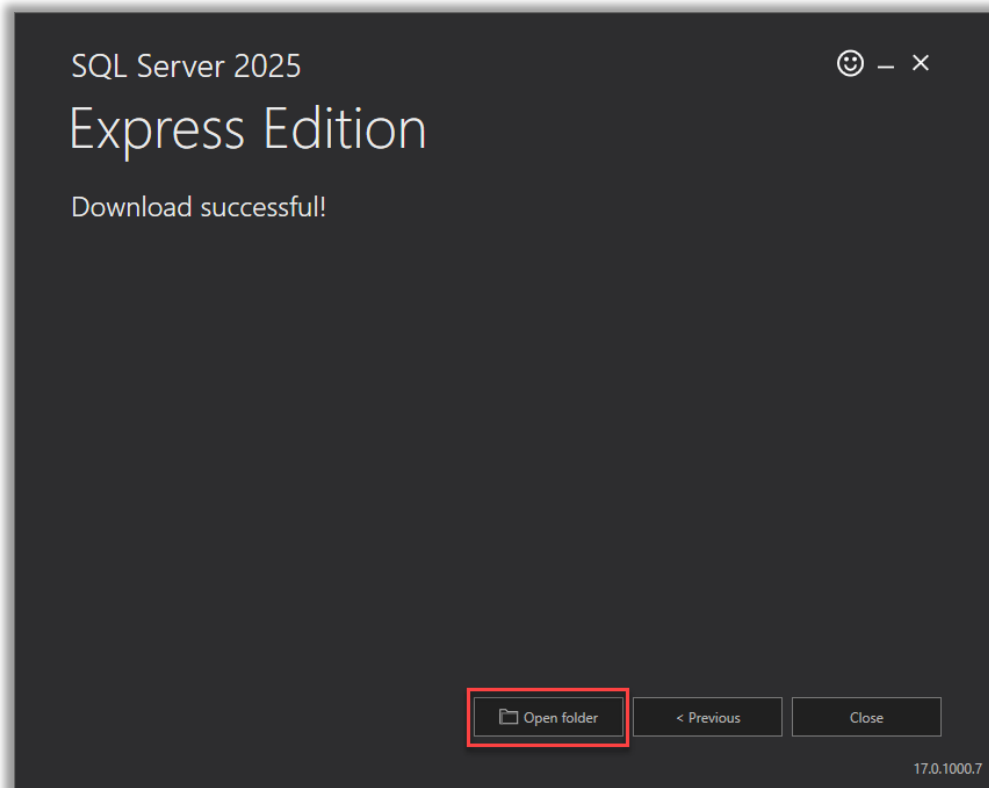 SQL Server 2025
Express Edition
Download successful!
Open folder
< Previous
Close
17.0.1000.7